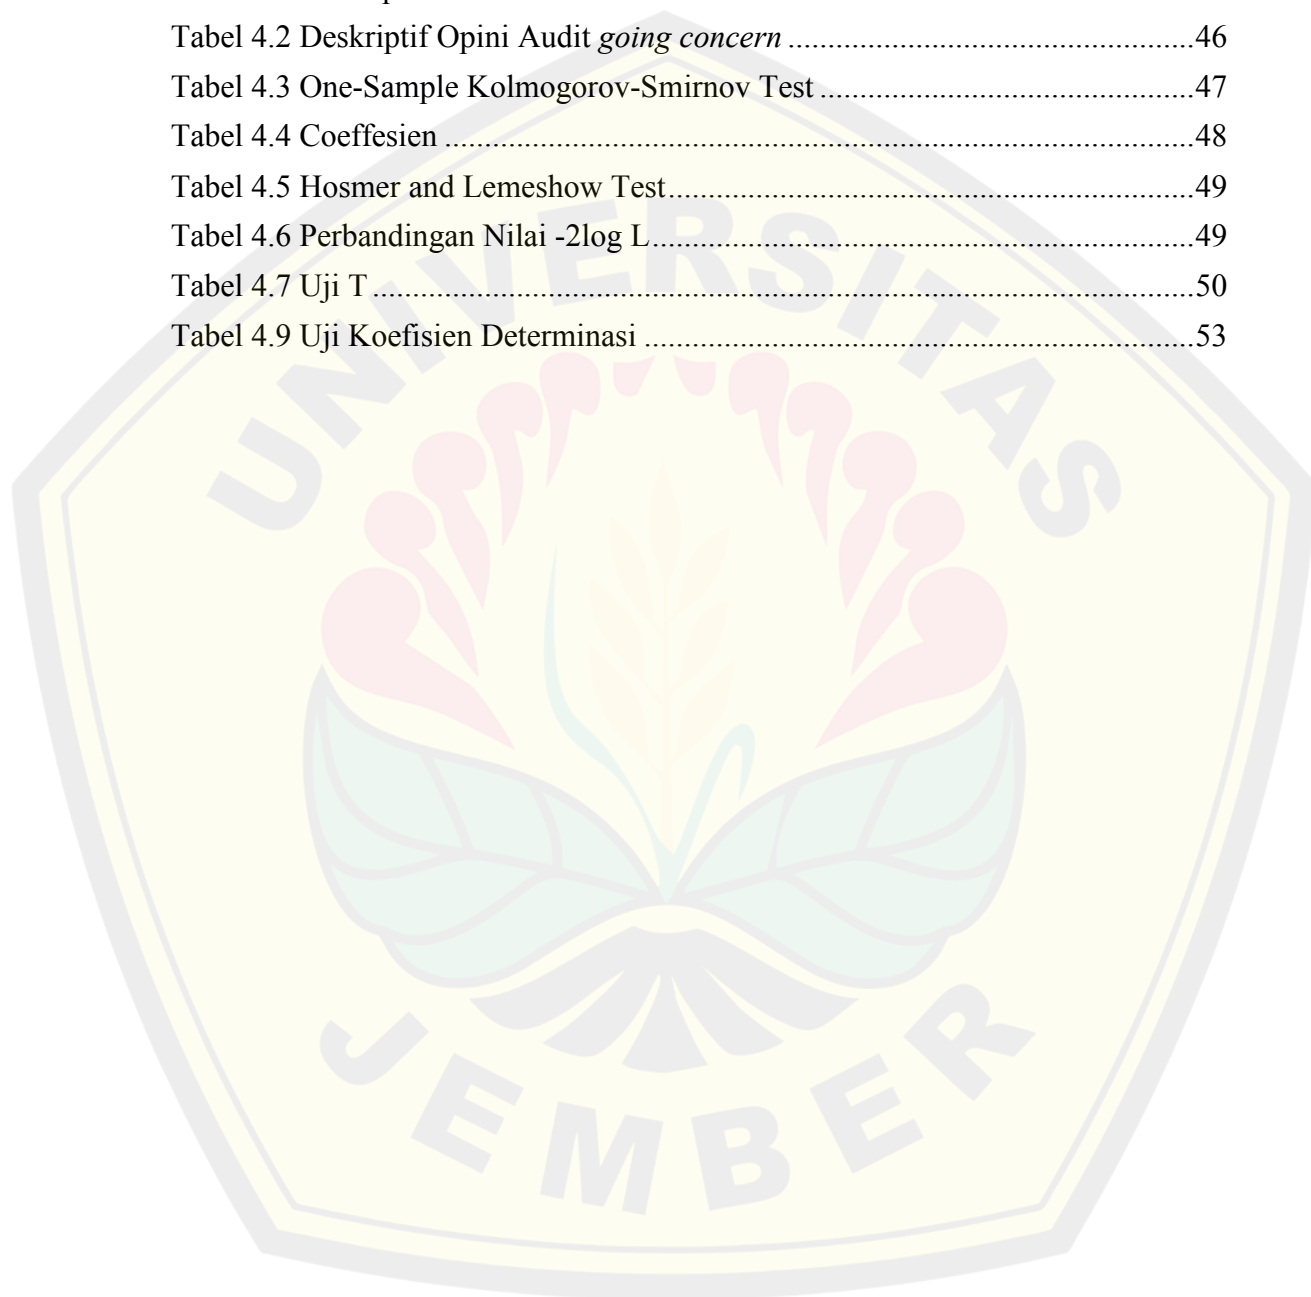 Tabel 4.2 Deskriptif Opini Audit going concern ....................................................46
Tabel 4.3 One-Sample Kolmogorov-Smirnov Test ................................................47
Tabel 4.4 Coeffesien ................................................................................................48
Tabel 4.5 Hosmer and Lemeshow Test...................................................................49
Tabel 4.6 Perbandingan Nilai -2log L.....................................................................49
Tabel 4.7 Uji T .........................................................................................................50
Tabel 4.9 Uji Koefisien Determinasi ......................................................................53
UNIVERSITAS
JEMBER